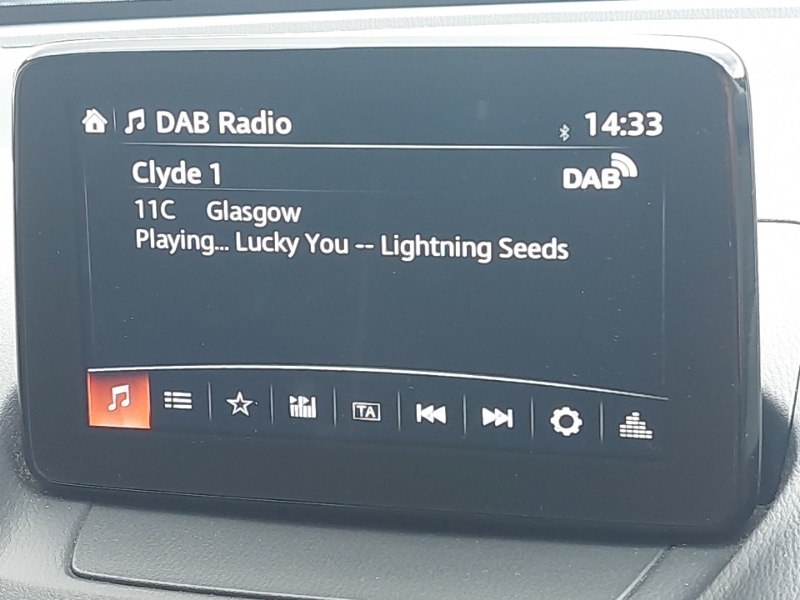 DAB Radio 14:33
Clyde 1 DAB
11C Glasgow
Playing... Lucky You -- Lightning Seeds
TA